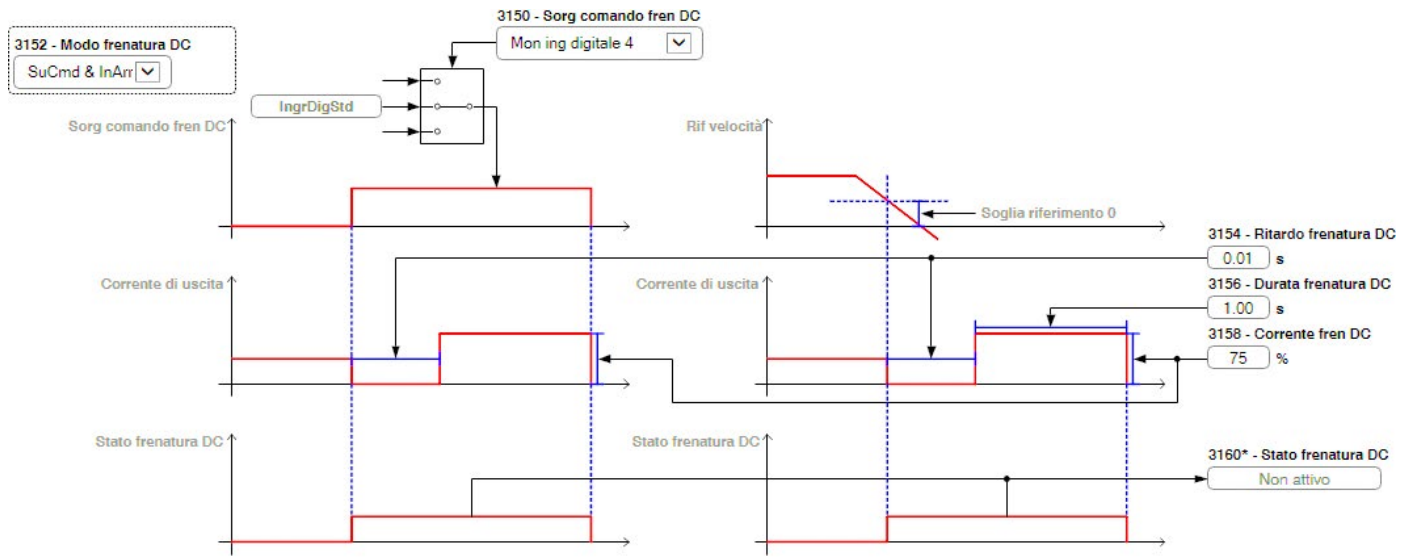 3150 - Sorg comando fren DC
Mon ing digitale 4
3152 - Modo frenatura DC
SuCmd & InArr
IngrDigStd
Sorg comando fren DC
Rif velocità
Soglia riferimento 0
3154 - Ritardo frenatura DC
0.01 s
Corrente di uscita
Corrente di uscita
3156 - Durata frenatura DC
1.00 s
3158 - Corrente fren DC
75 %
Stato frenatura DC
Stato frenatura DC
3160* - Stato frenatura DC
Non attivo